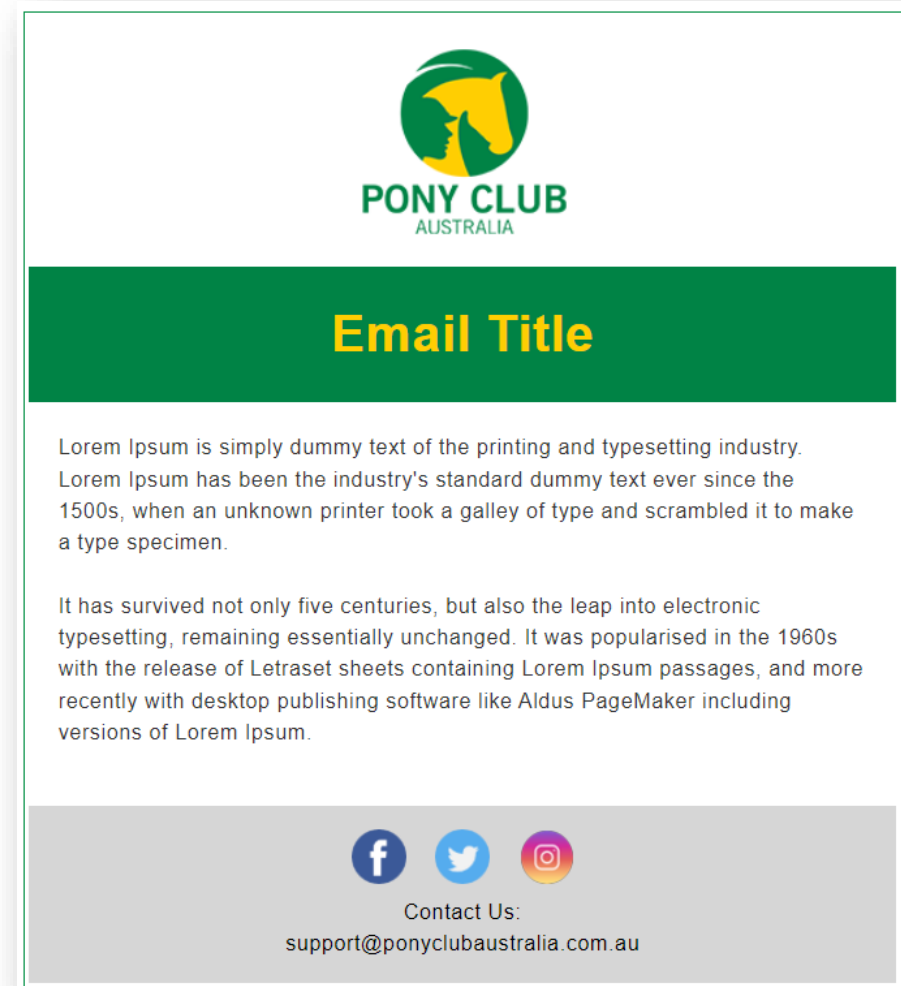 PONY CLUB
AUSTRALIA
Email Title
Lorem Ipsum is simply dummy text of the printing and typesetting industry.
Lorem Ipsum has been the industry's standard dummy text ever since the
1500s, when an unknown printer took a galley of type and scrambled it to make
a type specimen.
It has survived not only five centuries, but also the leap into electronic
typesetting, remaining essentially unchanged. It was popularised in the 1960s
with the release of Letraset sheets containing Lorem Ipsum passages, and more
recently with desktop publishing software like Aldus PageMaker including
versions of Lorem Ipsum.
Contact Us:
support@ponyclubaustralia.com.au